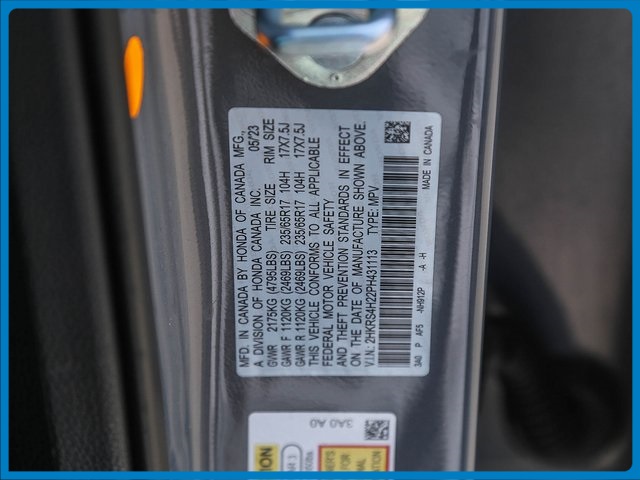 MFD. IN CANADA BY HONDA OF CANADA MFG.,
A DIVISION OF HONDA CANADA INC. 05/23
GVWR 2175KG (4795LBS) TIRE SIZE RIM SIZE
GAWR F 1120KG (2469LBS) 235/65R17 104H 17X7.5J
GAWR R 1120KG (2469LBS) 235/65R17 104H 17X7.5J
THIS VEHICLE CONFORMS TO ALL APPLICABLE
FEDERAL MOTOR VEHICLE SAFETY
AND THEFT PREVENTION STANDARDS IN EFFECT
ON THE DATE OF MANUFACTURE SHOWN ABOVE.
V.I.N.: 2HKRS4H22PH431113 TYPE: MPV
3A0 P AF5 -NH912P -A -H
MADE IN CANADA
3A0 A0